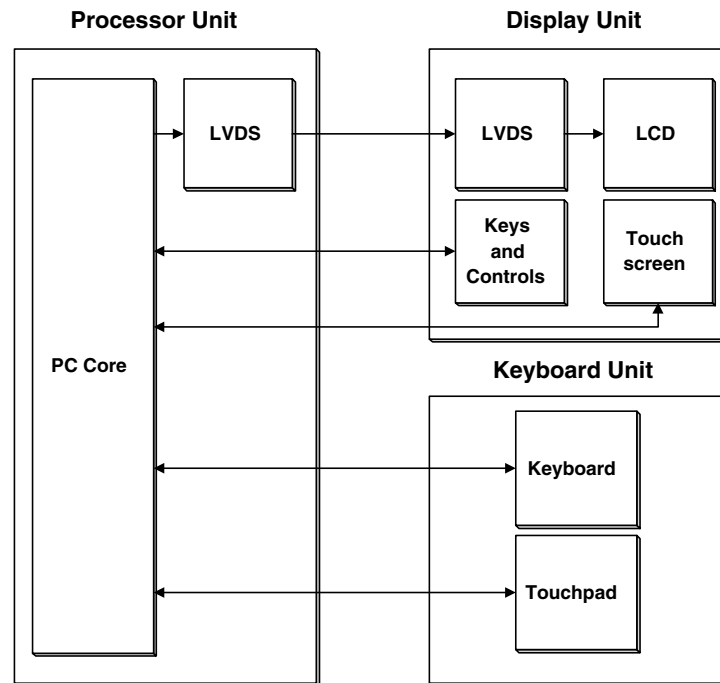 Processor Unit
Display Unit
LVDS
LVDS
LCD
Keys
and
Controls
Touch
screen
PC Core
Keyboard Unit
Keyboard
Touchpad